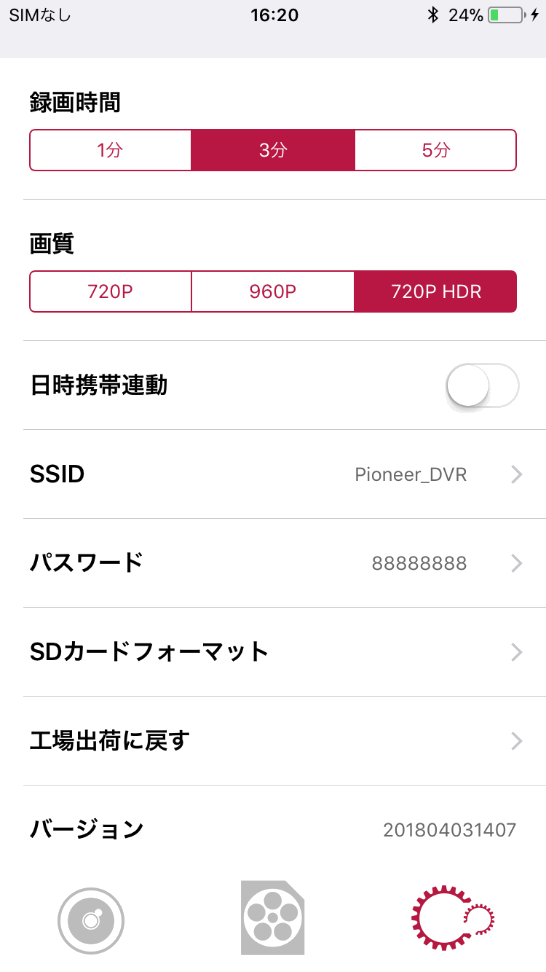 SIMなし 16:20 24%
録画時間
1分 3分 5分
画質
720P 960P 720P HDR
日時携帯連動
SSID Pioneer_DVR
パスワード 88888888
SDカードフォーマット
工場出荷に戻す
バージョン 201804031407